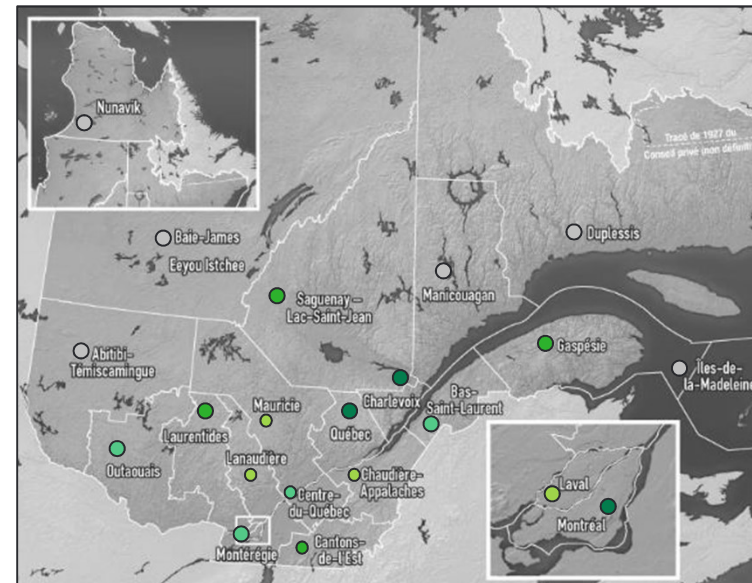 Nunavik
Tracé de 1927 du
Conseil privé (non définitif)
Baie-James
Eeyou Istchee
Duplessis
Manicouagan
Saguenay –
Lac-Saint-Jean
Abitibi-
Témiscamingue
Gaspésie
Îles-de-
la-Madeleine
Charlevoix
Bas-
Saint-Laurent
Mauricie
Québec
Laurentides
Outaouais
Lanaudière
Chaudière-
Appalaches
Centre-
du-Québec
Laval
Montréal
Montérégie
Cantons-
de-l'Est